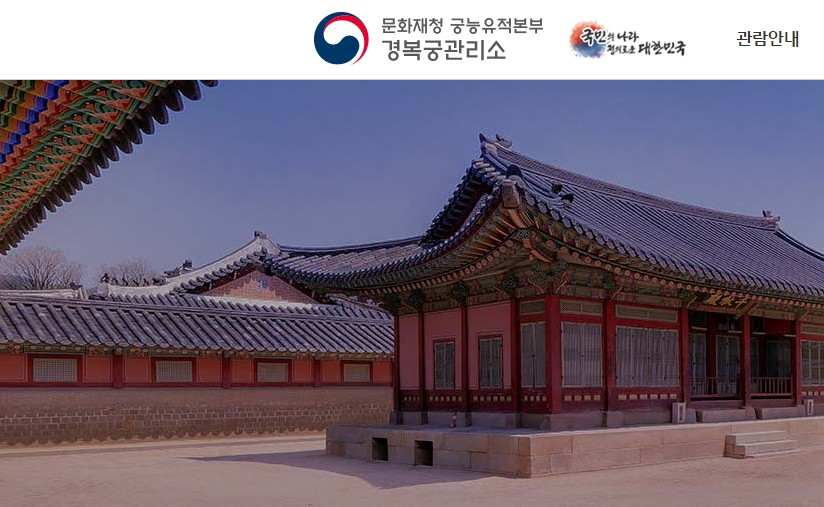 문화재청 궁능유적본부
경복궁관리소
국민의 나라
정의로운 대한민국
관람안내